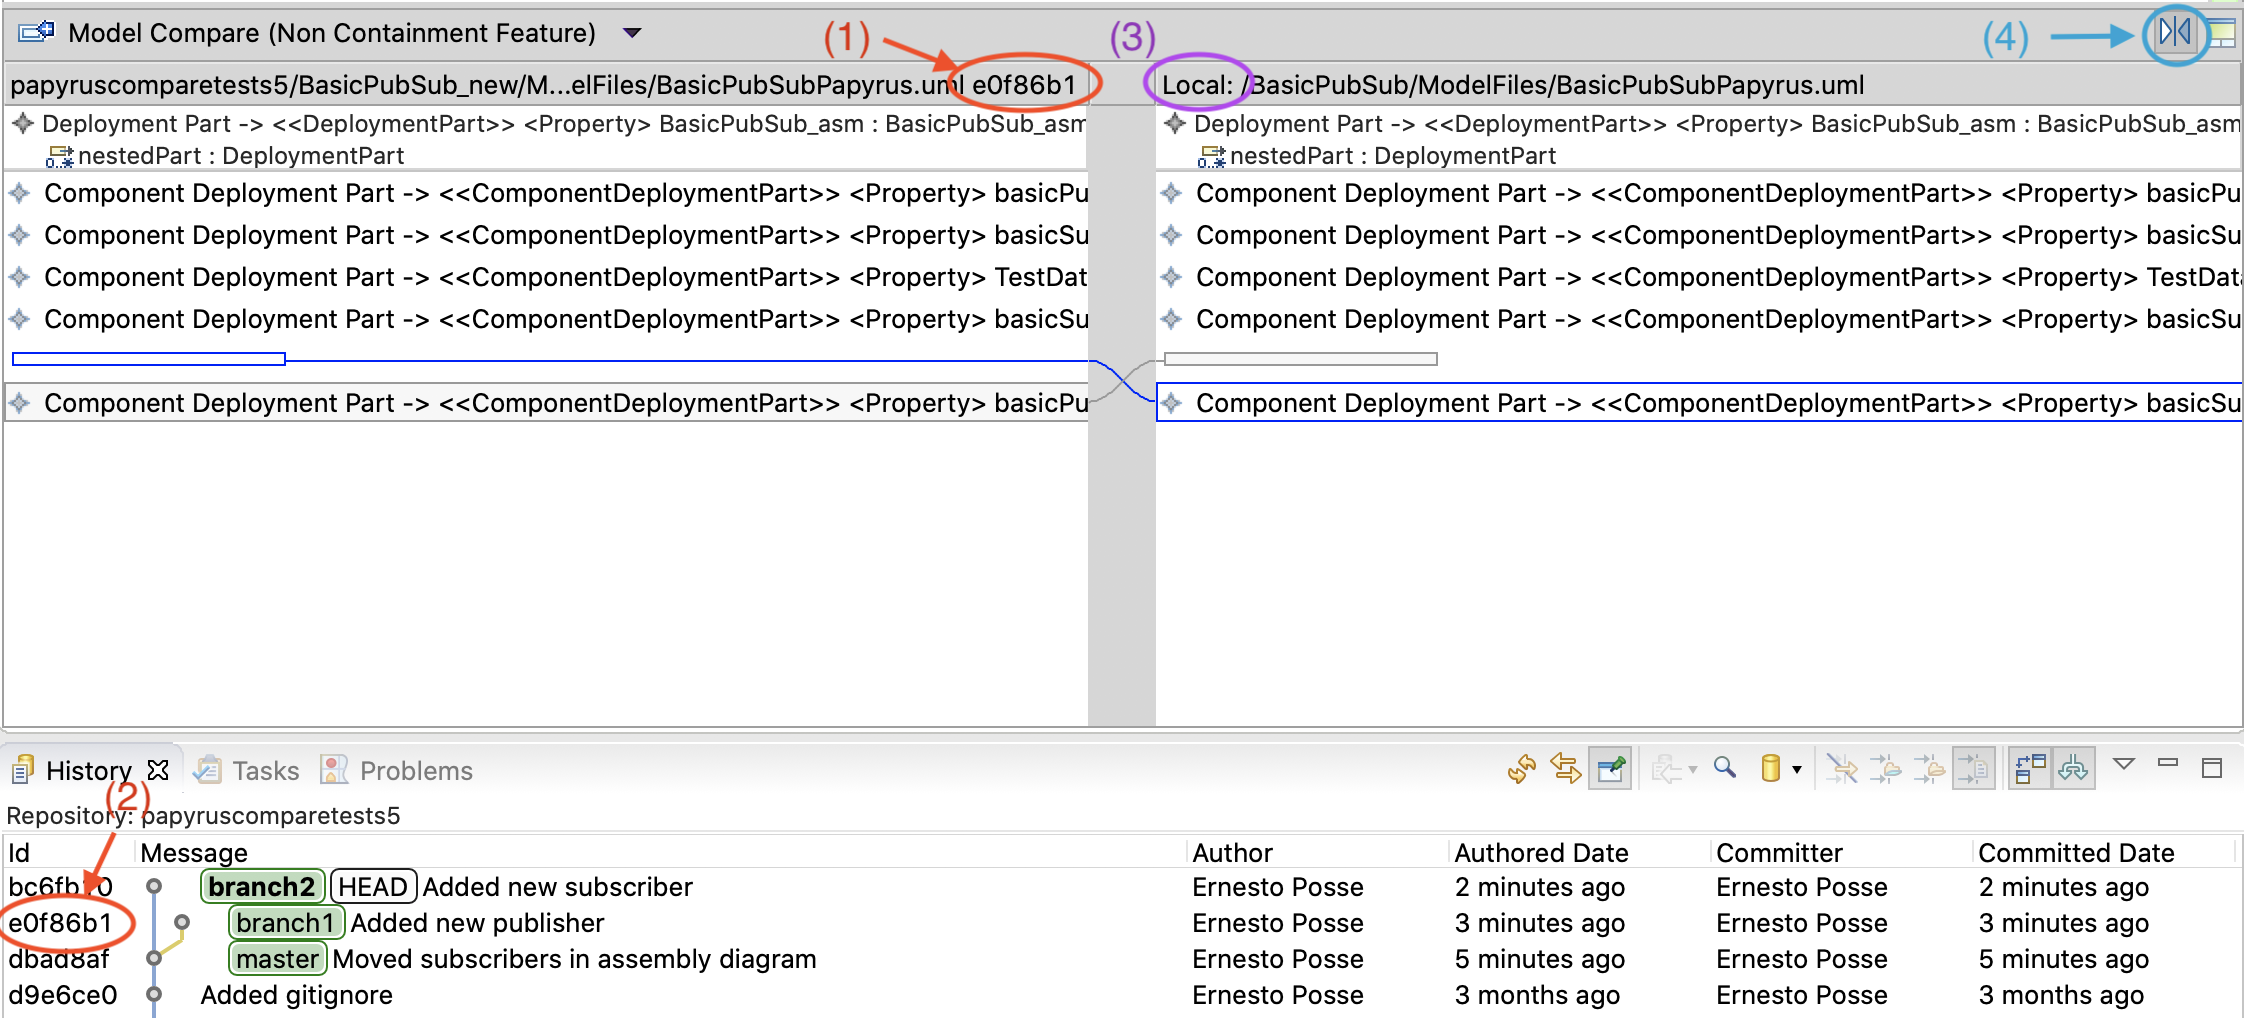 Model Compare (Non Containment Feature)
(1)
(3)
(4)
papyruscomparetests5/BasicPubSub_new/M...elFiles/BasicPubSubPapyrus.uml e0f86b1
Local: /BasicPubSub/ModelFiles/BasicPubSubPapyrus.uml
Deployment Part -> <<DeploymentPart>> <Property> BasicPubSub_asm : BasicPubSub_asm
Deployment Part -> <<DeploymentPart>> <Property> BasicPubSub_asm : BasicPubSub_asm
nestedPart : DeploymentPart
nestedPart : DeploymentPart
Component Deployment Part -> <<ComponentDeploymentPart>> <Property> basicPu
Component Deployment Part -> <<ComponentDeploymentPart>> <Property> basicPu
Component Deployment Part -> <<ComponentDeploymentPart>> <Property> basicSu
Component Deployment Part -> <<ComponentDeploymentPart>> <Property> basicSu
Component Deployment Part -> <<ComponentDeploymentPart>> <Property> TestDat
Component Deployment Part -> <<ComponentDeploymentPart>> <Property> TestData
Component Deployment Part -> <<ComponentDeploymentPart>> <Property> basicSu
Component Deployment Part -> <<ComponentDeploymentPart>> <Property> basicSu
Component Deployment Part -> <<ComponentDeploymentPart>> <Property> basicPu
Component Deployment Part -> <<ComponentDeploymentPart>> <Property> basicSu
History Tasks Problems
(2)
Repository: papyruscomparetests5
Id Message Author Authored Date Committer Committed Date
branch2 HEAD Added new subscriber Ernesto Posse 2 minutes ago Ernesto Posse 2 minutes ago
e0f86b1 branch1 Added new publisher Ernesto Posse 3 minutes ago Ernesto Posse 3 minutes ago
dbad8af master Moved subscribers in assembly diagram Ernesto Posse 5 minutes ago Ernesto Posse 5 minutes ago
d9e6ce0 Added gitignore Ernesto Posse 3 months ago Ernesto Posse 3 months ago